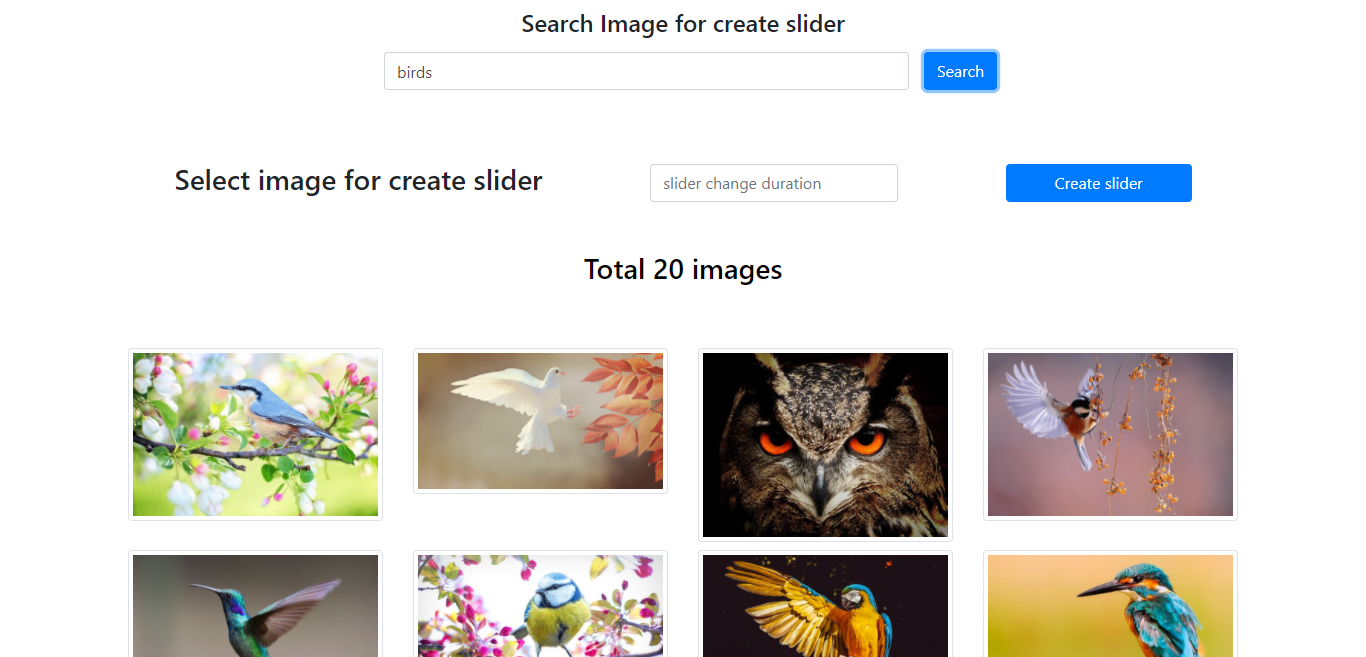 Search Image for create slider
birds
Search
Select image for create slider
slider change duration
Create slider
Total 20 images